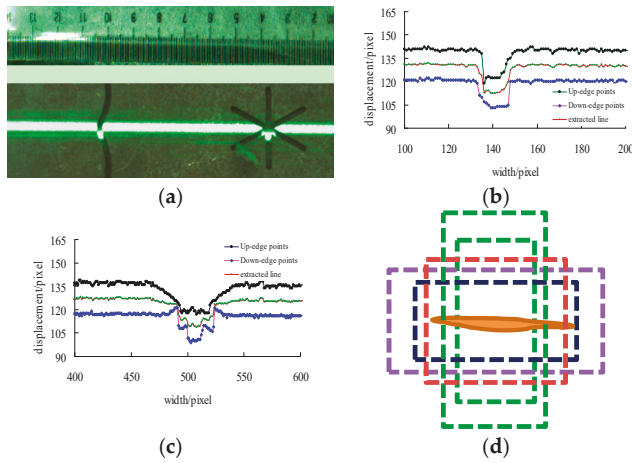 (a)
displacement/pixel
165
150
135
120
105
90
Up-edge points
Down-edge points
extracted line
100 120 140 160 180 200
width/pixel
(b)
displacement/pixel
165
150
135
120
105
90
Up-edge points
Down-edge points
extracted line
400 450 500 550 600
width/pixel
(c)
(d)